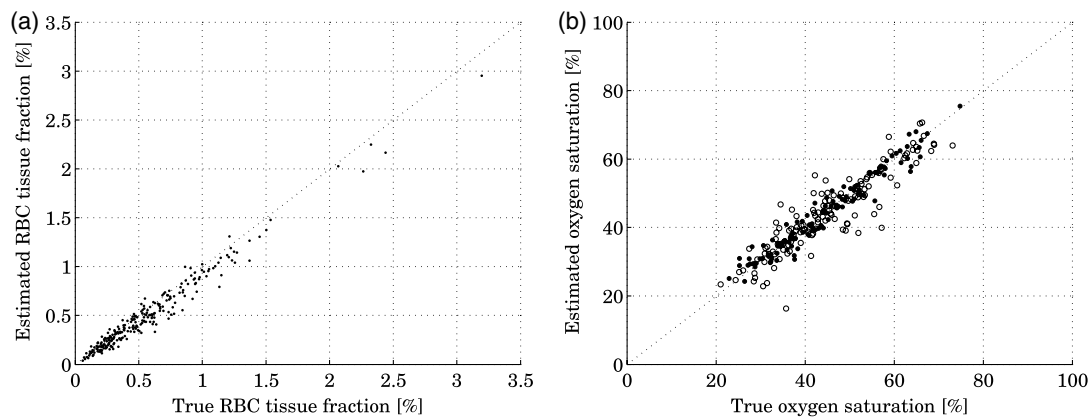 (a)
Estimated RBC tissue fraction [%]
3.5
3
2.5
2
1.5
1
0.5
0
0 0.5 1 1.5 2 2.5 3 3.5
True RBC tissue fraction [%]
(b)
Estimated oxygen saturation [%]
100
80
60
40
20
0
0 20 40 60 80 100
True oxygen saturation [%]